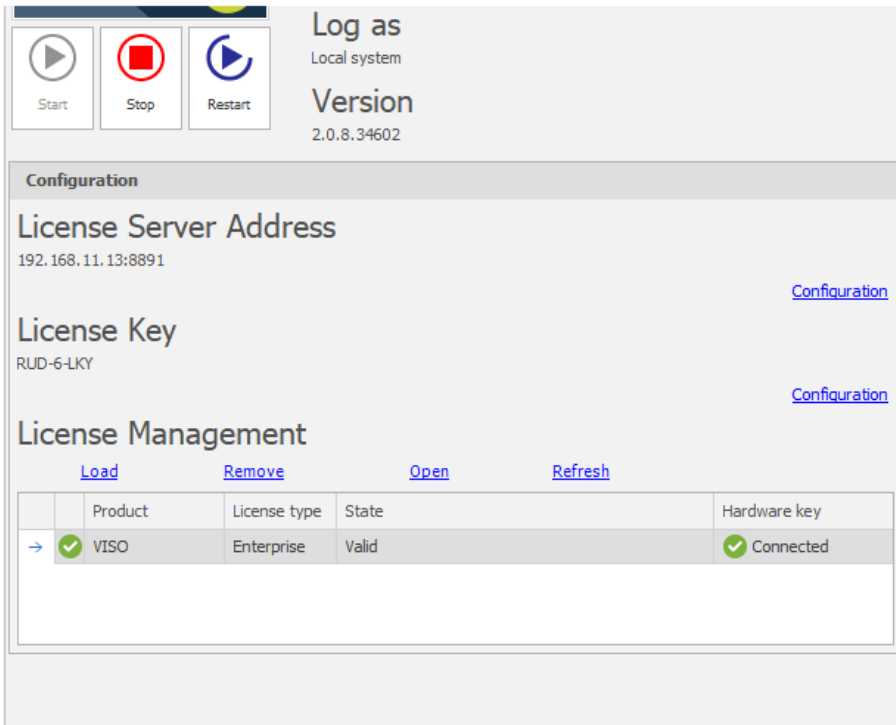 Log as
Local system
Start Stop Restart
Version
2.0.8.34602
Configuration
License Server Address
192.168.11.13:8891
Configuration
License Key
RUD-6-LKY
Configuration
License Management
Load Remove Open Refresh
Product License type State Hardware key
VISO Enterprise Valid Connected